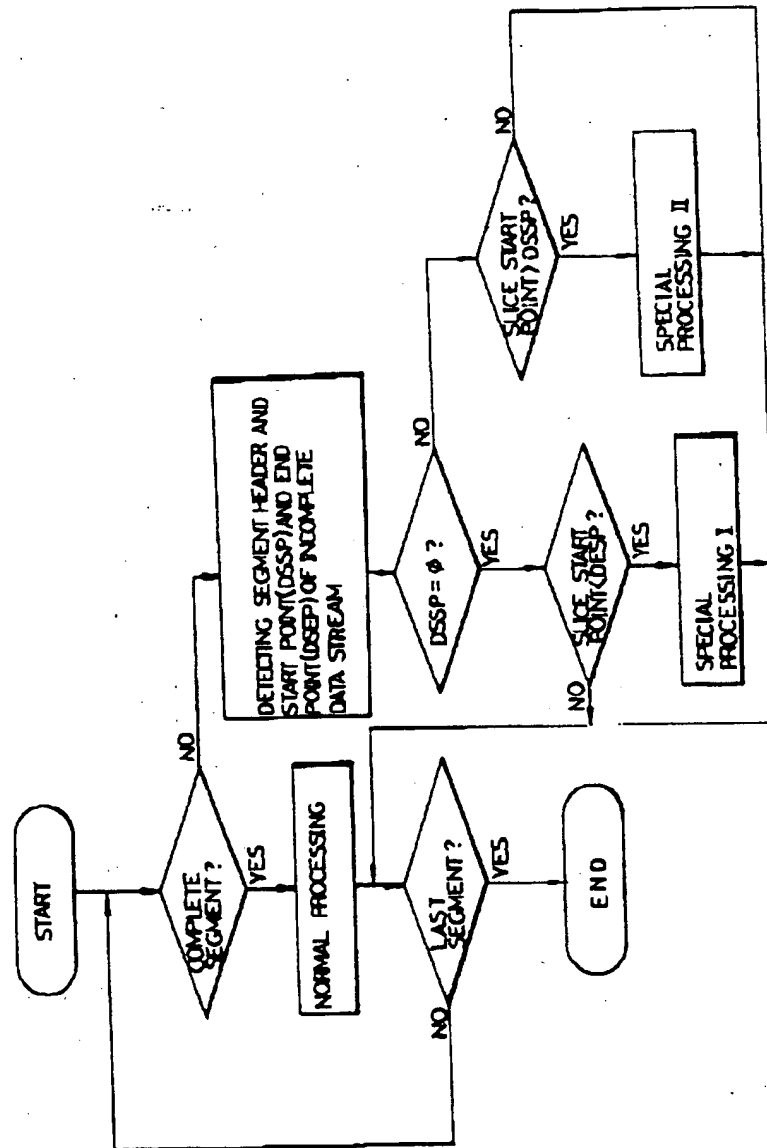 START
COMPLETE
SEGMENT?
NO
YES
NORMAL PROCESSING
LAST
SEGMENT?
NO
YES
END
DETECTING SEGMENT HEADER AND
START POINT(DSSP) AND END
POINT(DSEP) OF INCOMPLETE
DATA STREAM
DSSP = ϕ ?
NO
YES
SLICE START
POINT⟨DESP ?
NO
YES
SPECIAL
PROCESSING I
SLICE START
POINT⟩DSSP ?
NO
YES
SPECIAL
PROCESSING II